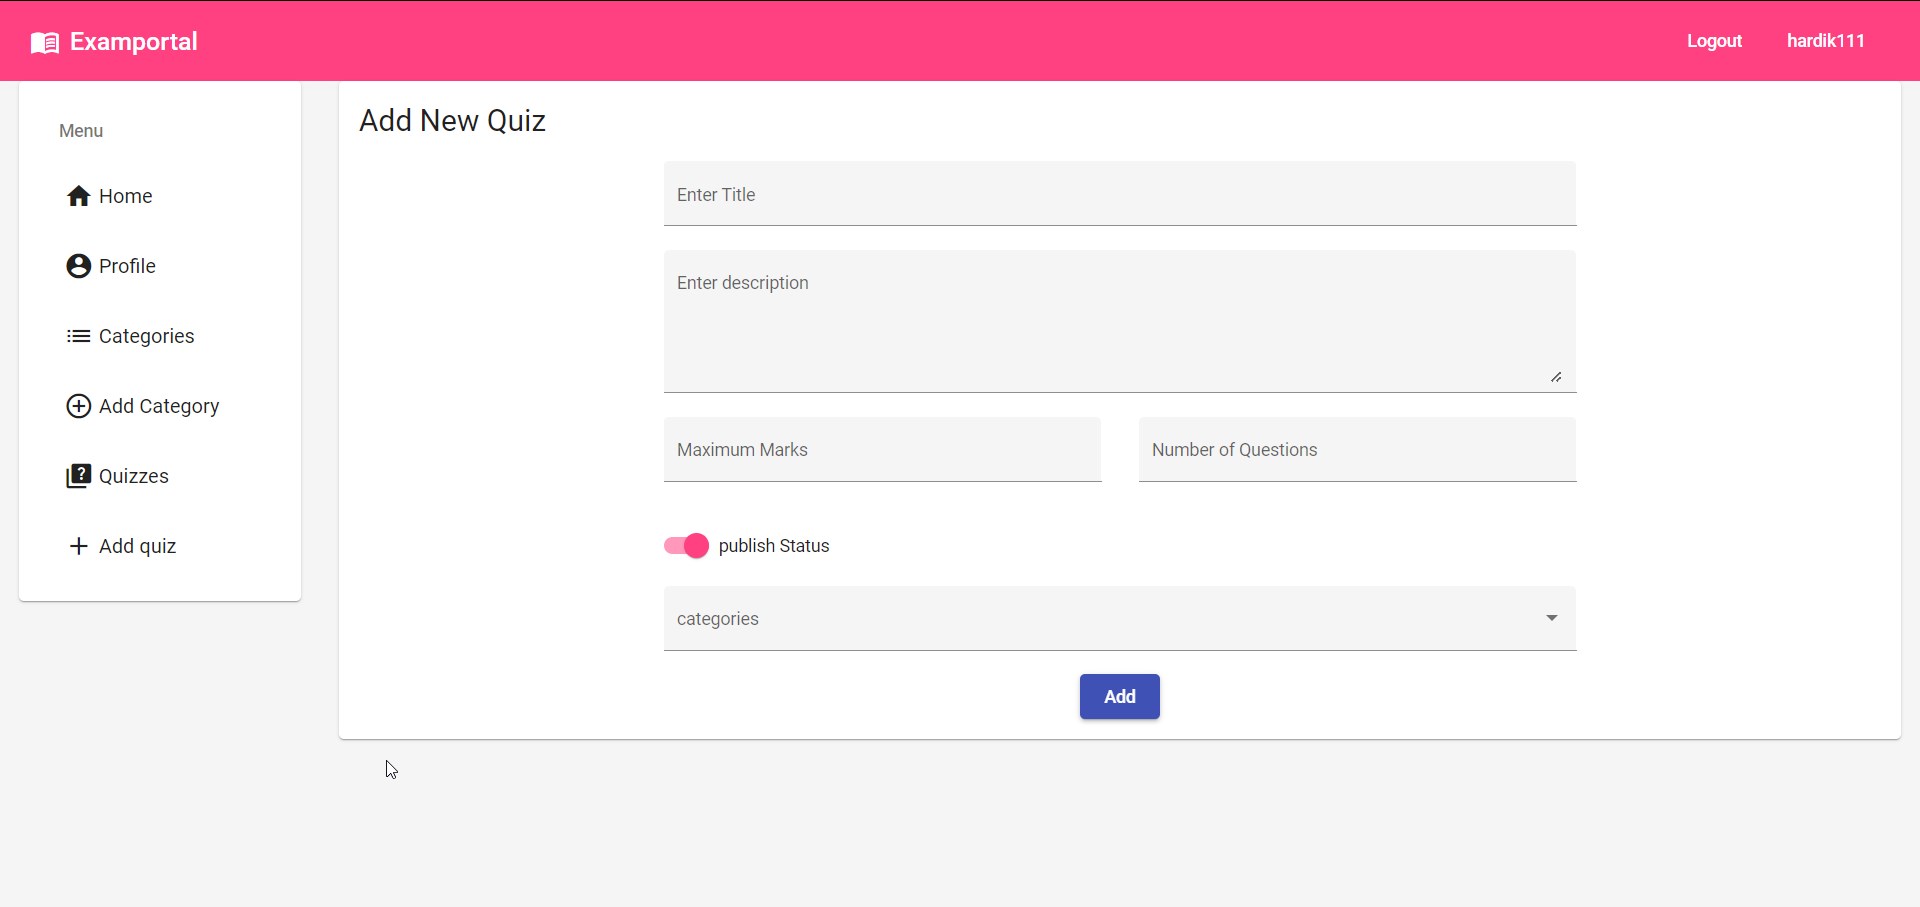 Examportal
Logout
hardik111
Menu
Home
Profile
Categories
Add Category
Quizzes
Add quiz
Add New Quiz
Enter Title
Enter description
Maximum Marks
Number of Questions
publish Status
categories
Add